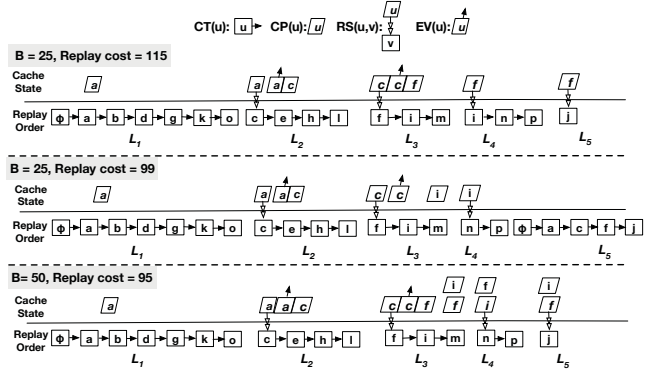 CT(u): u CP(u): u RS(u,v): u v EV(u): u
B = 25, Replay cost = 115
Cache State a a a c c c f f f
Replay Order ϕ a b d g k o c e h l f i m i n p j
L1 L2 L3 L4 L5
B = 25, Replay cost = 99
Cache State a a a c c c i i
Replay Order ϕ a b d g k o c e h l f i m n p ϕ a c f j
L1 L2 L3 L4 L5
B= 50, Replay cost = 95
i f i
Cache State a a a c c c f f i f
Replay Order ϕ a b d g k o c e h l f i m n p j
L1 L2 L3 L4 L5